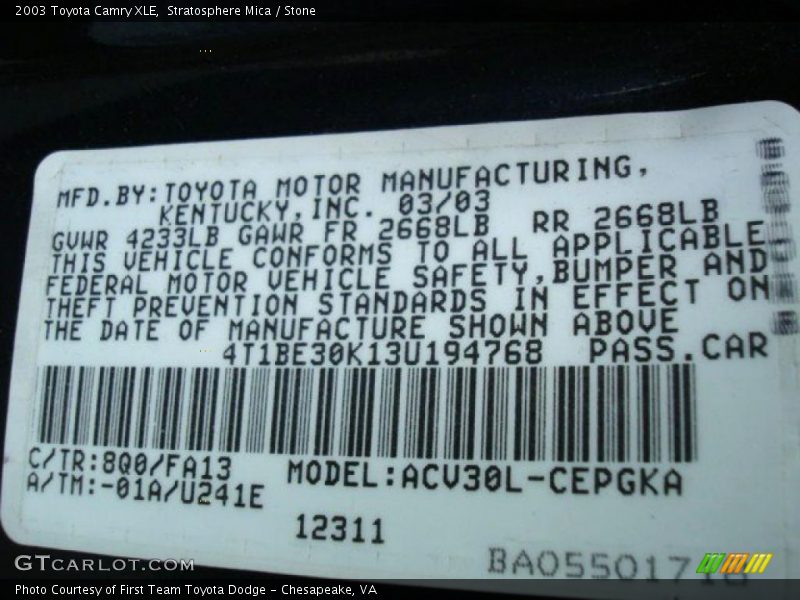 2003 Toyota Camry XLE, Stratosphere Mica / Stone
MFD.BY:TOYOTA MOTOR MANUFACTURING,
KENTUCKY,INC. 03/03
GVWR 4233LB GAWR FR 2668LB RR 2668LB
THIS VEHICLE CONFORMS TO ALL APPLICABLE
FEDERAL MOTOR VEHICLE SAFETY,BUMPER AND
THEFT PREVENTION STANDARDS IN EFFECT ON
THE DATE OF MANUFACTURE SHOWN ABOVE
4T1BE30K13U194768 PASS.CAR
C/TR:8Q0/FA13 MODEL:ACV30L-CEPGKA
A/TM:-01A/U241E
12311
GTcarlot.com
Photo Courtesy of First Team Toyota Dodge - Chesapeake, VA